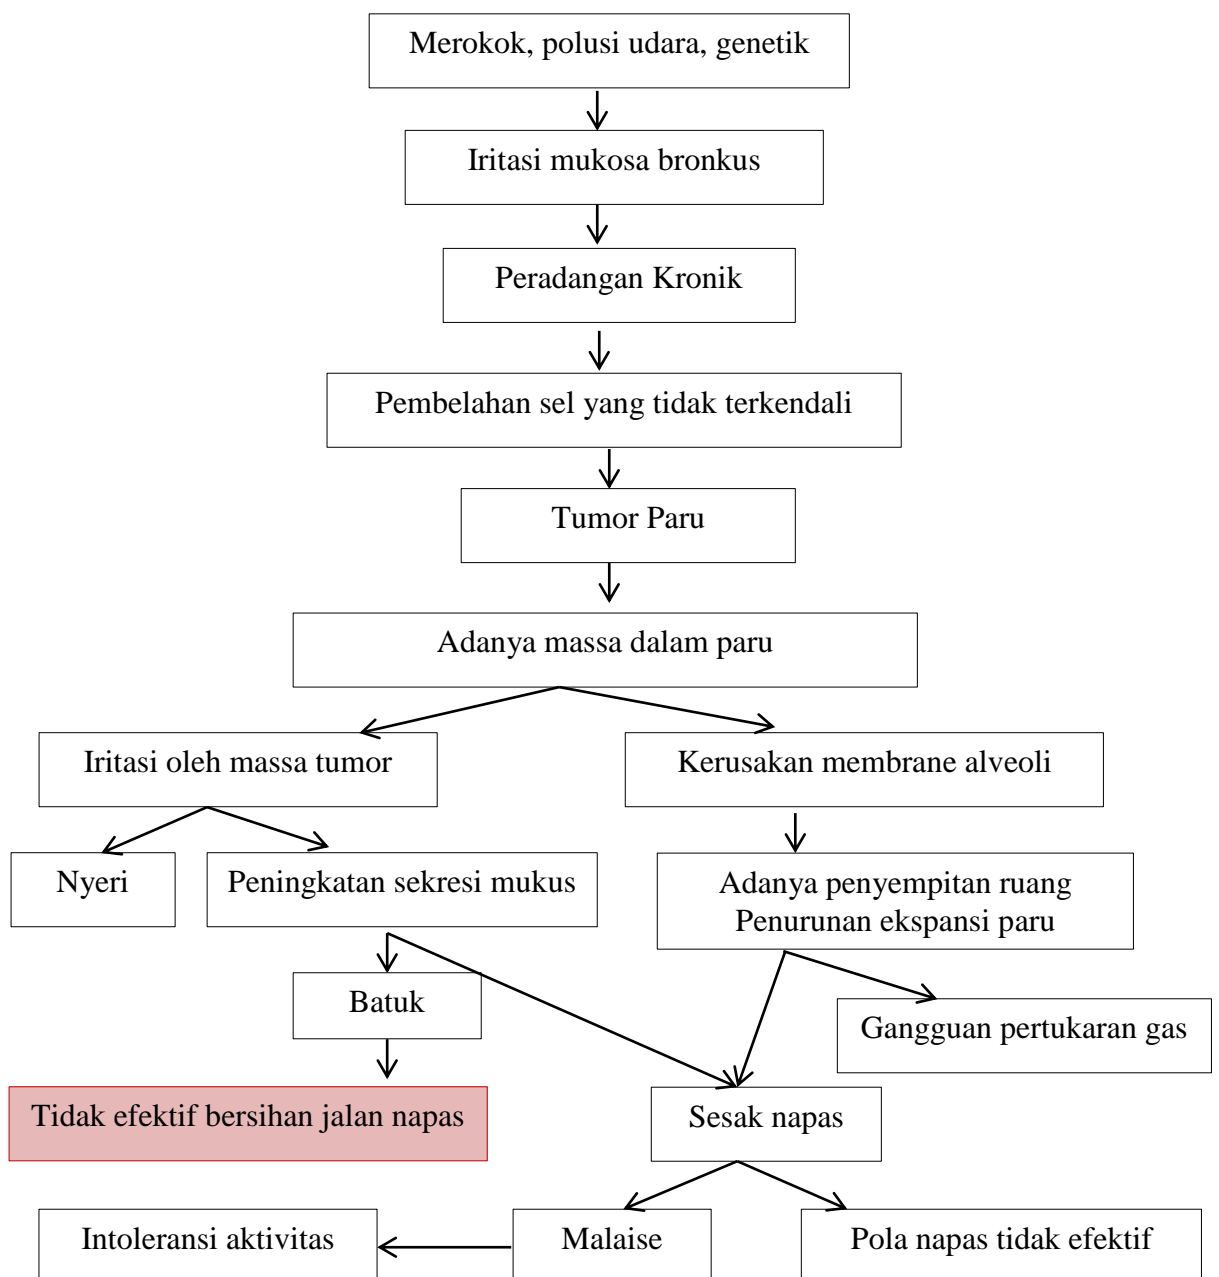 Merokok, polusi udara, genetik
Iritasi mukosa bronkus
Peradangan Kronik
Pembelahan sel yang tidak terkendali
Tumor Paru
Adanya massa dalam paru
Iritasi oleh massa tumor
Kerusakan membrane alveoli
Nyeri
Peningkatan sekresi mukus
Adanya penyempitan ruang
Penurunan ekspansi paru
Batuk
Gangguan pertukaran gas
Tidak efektif bersihan jalan napas
Sesak napas
Intoleransi aktivitas
Malaise
Pola napas tidak efektif